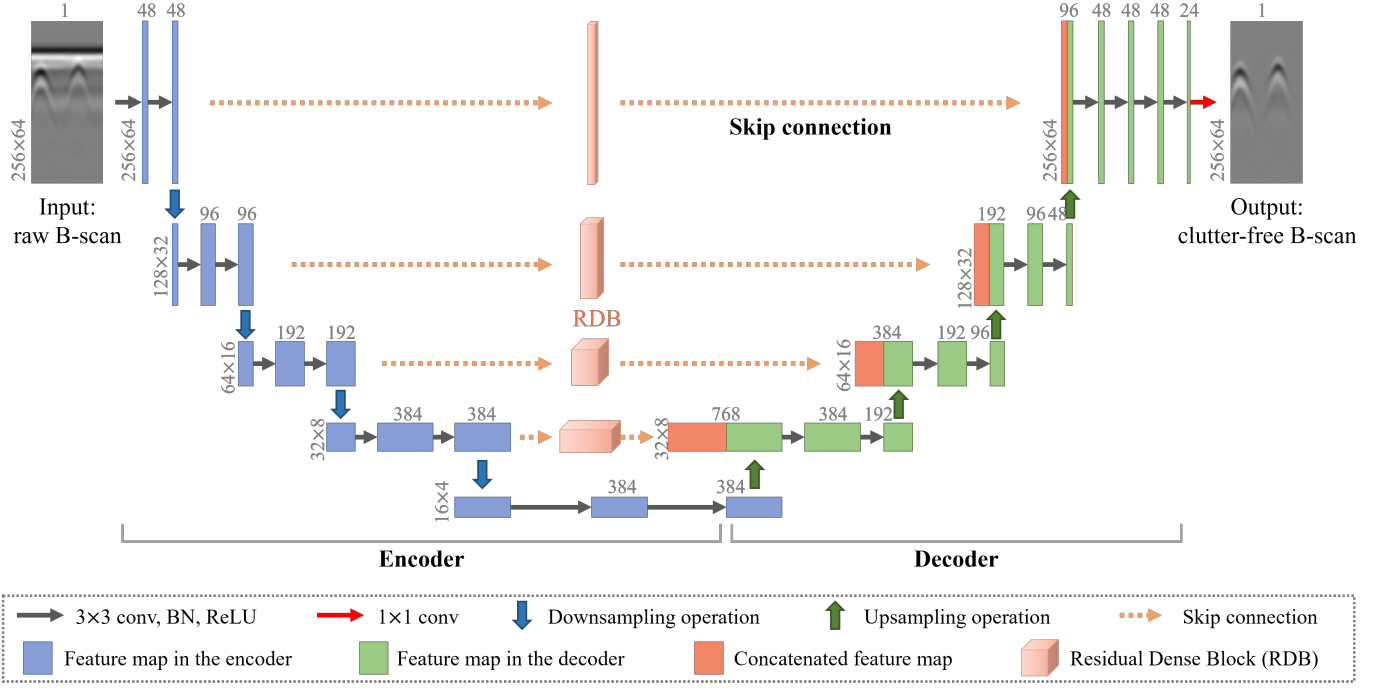 1
48
48
96
48
48
48
24
1
256×64
256×64
Skip connection
256×64
256×64
Input:
raw B-scan
Output:
clutter-free B-scan
96
96
192
96
48
128×32
128×32
RDB
192
192
384
192
96
64×16
64×16
384
384
768
384
192
32×8
32×8
384
384
16×4
Encoder
Decoder
3×3 conv, BN, ReLU
1×1 conv
Downsampling operation
Upsampling operation
Skip connection
Feature map in the encoder
Feature map in the decoder
Concatenated feature map
Residual Dense Block (RDB)